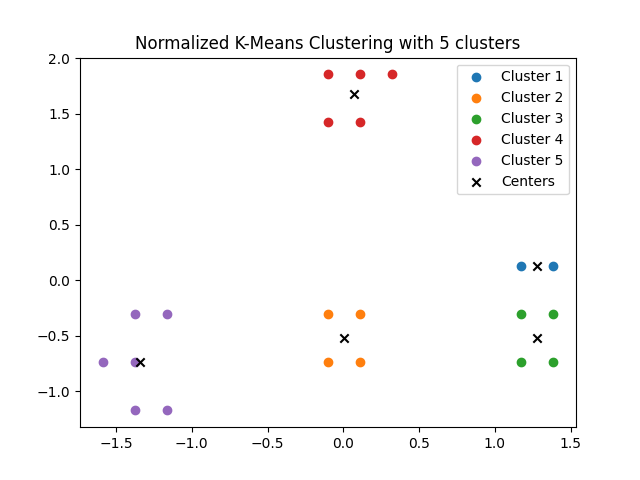 Normalized K-Means Clustering with 5 clusters
2.0
1.5
1.0
0.5
0.0
−0.5
−1.0
Cluster 1
Cluster 2
Cluster 3
Cluster 4
Cluster 5
Centers
−1.5 −1.0 −0.5 0.0 0.5 1.0 1.5